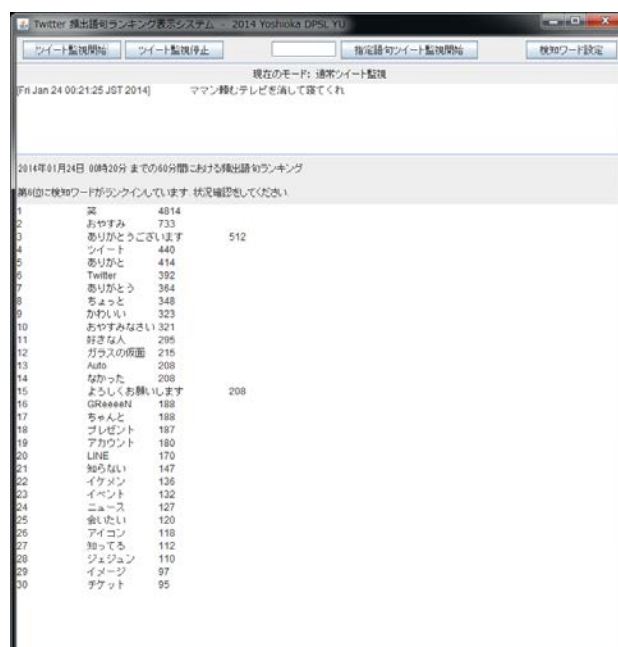 Twitter 頻出語句ランキング表示システム - 2014 Yoshioka DPSL YU
ツイート監視開始 ツイート監視停止 指定語句ツイート監視開始 検知ワード設定
現在のモード: 通常ツイート監視
[Fri Jan 24 00:21:25 JST 2014] ママン頼むテレビを消して寝てくれ
2014年01月24日 00時20分 までの60分間における頻出語句ランキング
第6位に検知ワードがランクインしています. 状況確認をしてください.
1 笑 4814
2 おやすみ 733
3 ありがとうございます 512
4 ツイート 440
5 ありがと 414
6 Twitter 392
7 ありがとう 364
8 ちょっと 348
9 かわいい 323
10 おやすみなさい 321
11 好きな人 295
12 ガラスの仮面 215
13 Auto 208
14 なかった 208
15 よろしくお願いします 208
16 GReeeeN 188
17 ちゃんと 188
18 プレゼント 187
19 アカウント 180
20 LINE 170
21 知らない 147
22 イケメン 136
23 イベント 132
24 ニュース 127
25 会いたい 120
26 アイコン 118
27 知ってる 112
28 ジェジュン 110
29 イメージ 97
30 チケット 95